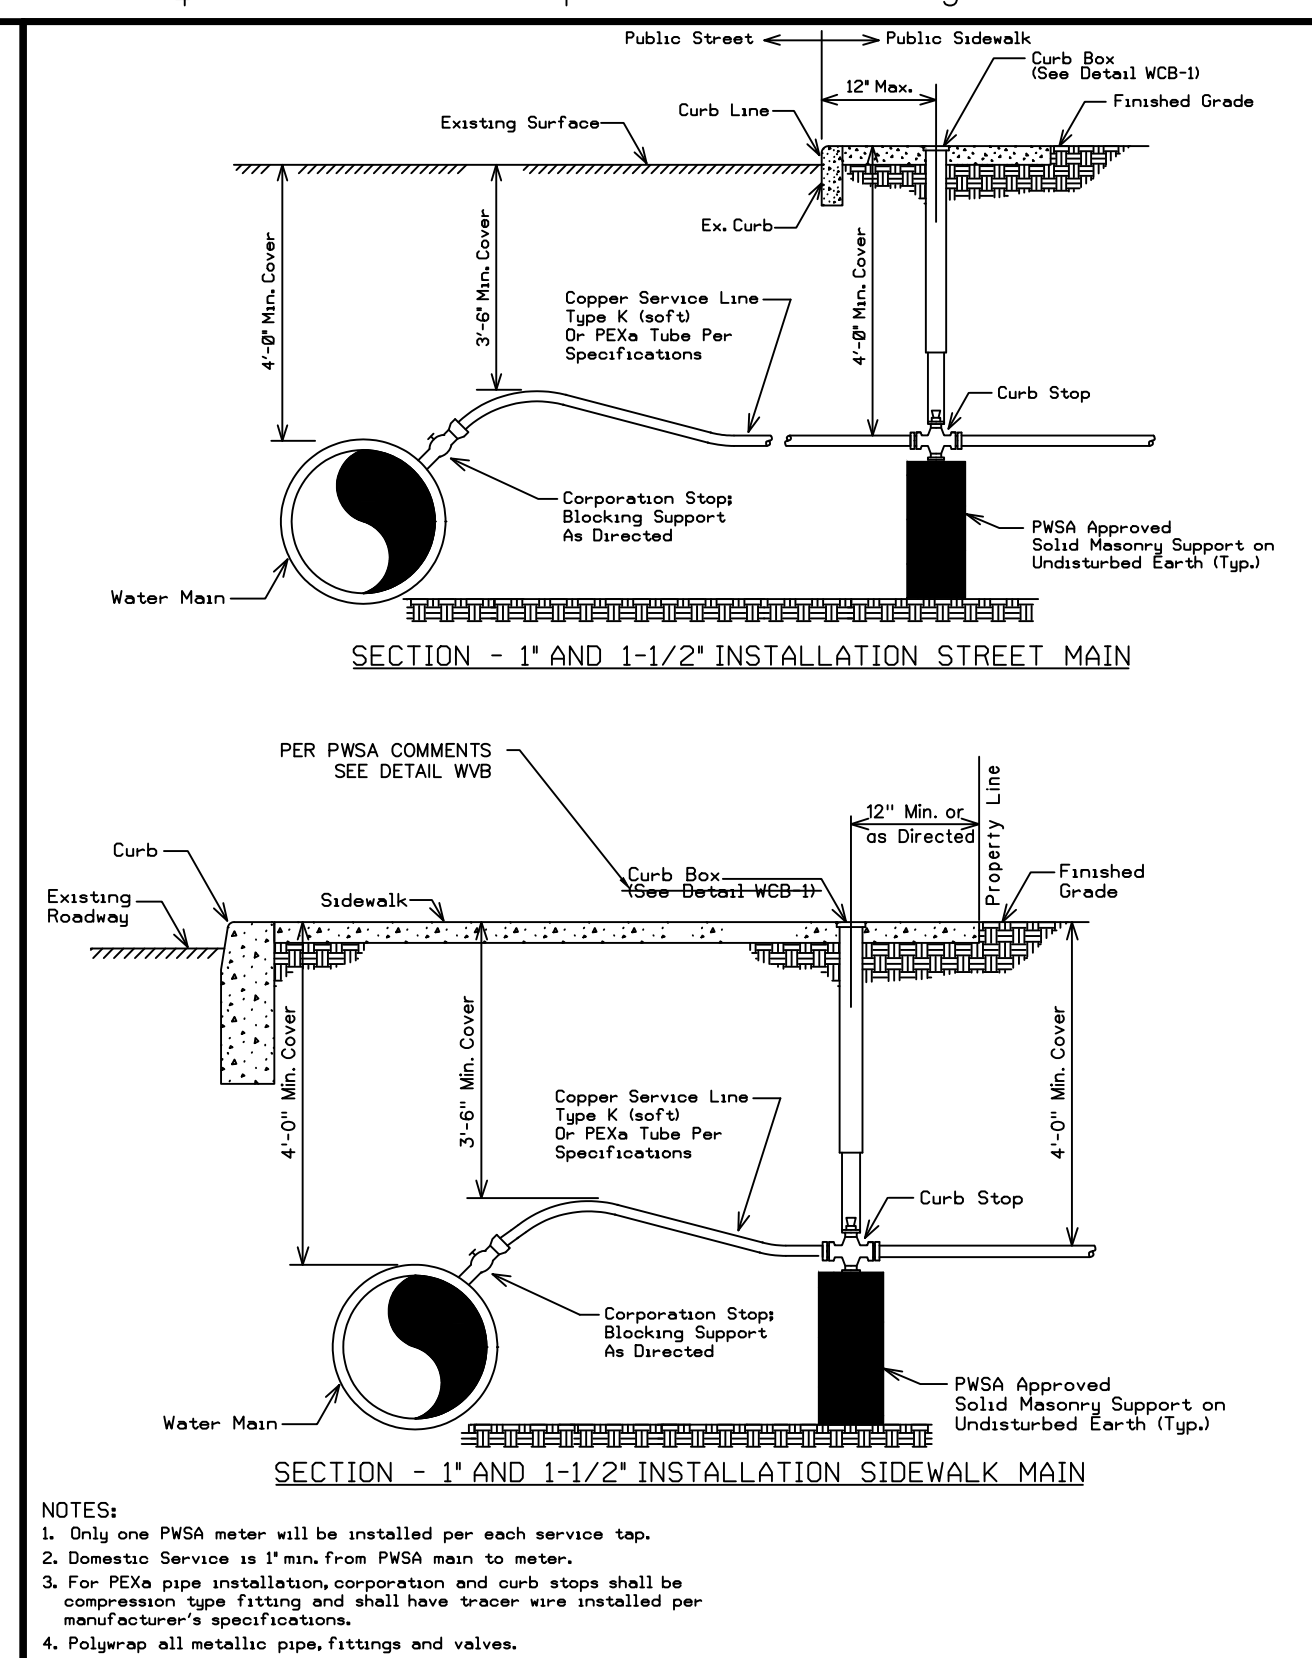 Public Street
Public Sidewalk
Curb Box
(See Detail WCB-1)
12" Max.
Finished Grade
Curb Line
Existing Surface
Ex. Curb
4'-0" Min. Cover
3'-6" Min. Cover
4'-0" Min. Cover
Copper Service Line
Type K (soft)
Or PEXa Tube Per
Specifications
Curb Stop
Corporation Stop;
Blocking Support
As Directed
PWSA Approved
Solid Masonry Support on
Undisturbed Earth (Typ.)
Water Main
SECTION - 1" AND 1-1/2" INSTALLATION STREET MAIN
PER PWSA COMMENTS
SEE DETAIL WVB
12" Min. or
as Directed
Property Line
Curb
Curb Box
(See Detail WCB-1)
Finished
Grade
Existing
Roadway
Sidewalk
4'-0" Min. Cover
3'-6" Min. Cover
4'-0" Min. Cover
Copper Service Line
Type K (soft)
Or PEXa Tube Per
Specifications
Curb Stop
Corporation Stop;
Blocking Support
As Directed
PWSA Approved
Solid Masonry Support on
Undisturbed Earth (Typ.)
Water Main
SECTION - 1" AND 1-1/2" INSTALLATION SIDEWALK MAIN
NOTES:
1. Only one PWSA meter will be installed per each service tap.
2. Domestic Service is 1" min. from PWSA main to meter.
3. For PEXa pipe installation, corporation and curb stops shall be
compression type fitting and shall have tracer wire installed per
manufacturer's specifications.
4. Polywrap all metallic pipe, fittings and valves.